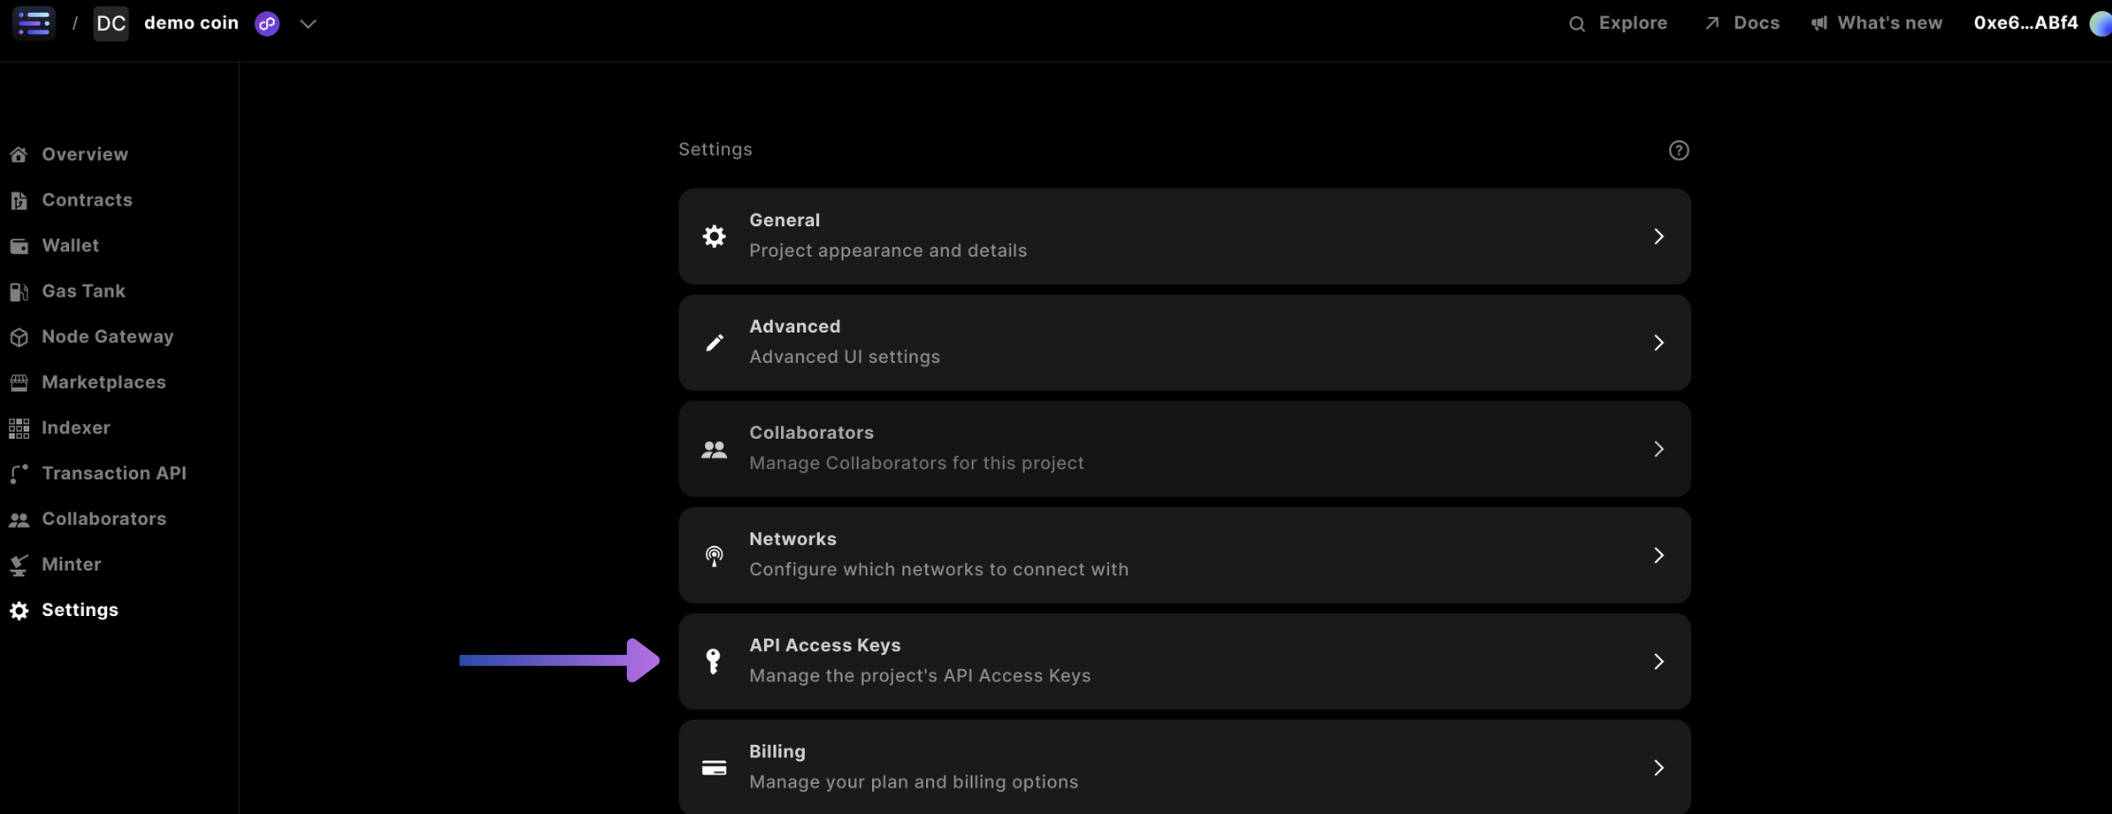 / DC demo coin
Explore
Docs
What's new
0xe6...ABf4
Overview
Contracts
Wallet
Gas Tank
Node Gateway
Marketplaces
Indexer
Transaction API
Collaborators
Minter
Settings
Settings
?
General
Project appearance and details
Advanced
Advanced UI settings
Collaborators
Manage Collaborators for this project
Networks
Configure which networks to connect with
API Access Keys
Manage the project's API Access Keys
Billing
Manage your plan and billing options